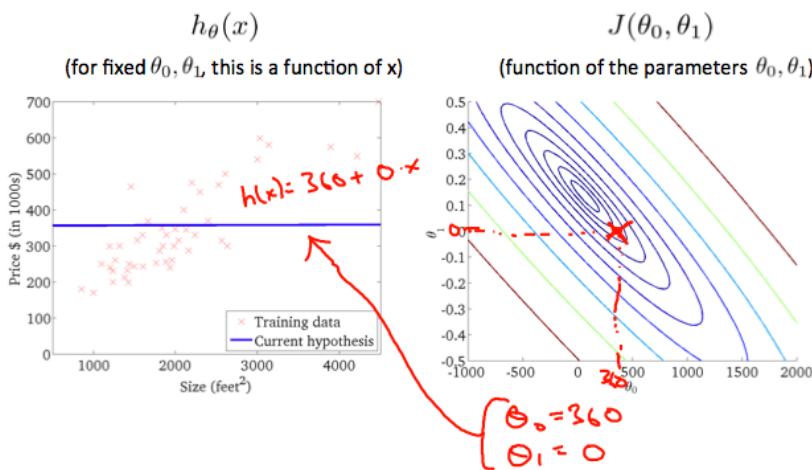 hθ(x)
(for fixed θ0, θ1, this is a function of x)
700
600
500
400
300
200
100
0
Price $ (in 1000s)
h(x) = 360 + 0·x
Training data
Current hypothesis
1000 2000 3000 4000
Size (feet²)
J(θ0, θ1)
(function of the parameters θ0, θ1)
0.5
0.4
0.3
0.2
0.1
0
-0.1
-0.2
-0.3
-0.4
-0.5
θ1
-1000 -500 0 500 1000 1500 2000
360
θ0
θ0 = 360
θ1 = 0